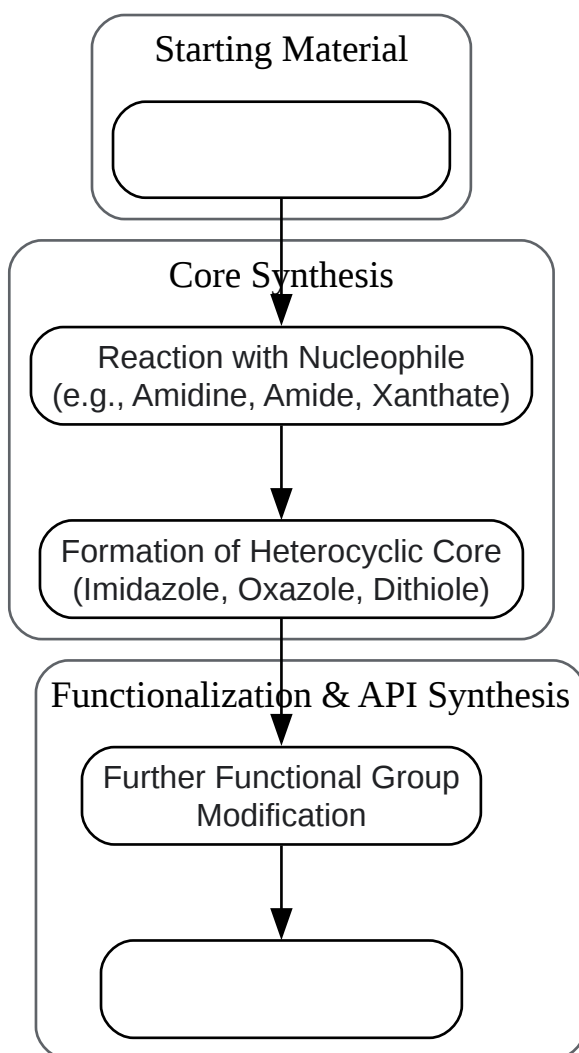 Starting Material
Core Synthesis
Reaction with Nucleophile
(e.g., Amidine, Amide, Xanthate)
Formation of Heterocyclic Core
(Imidazole, Oxazole, Dithiole)
Functionalization & API Synthesis
Further Functional Group
Modification